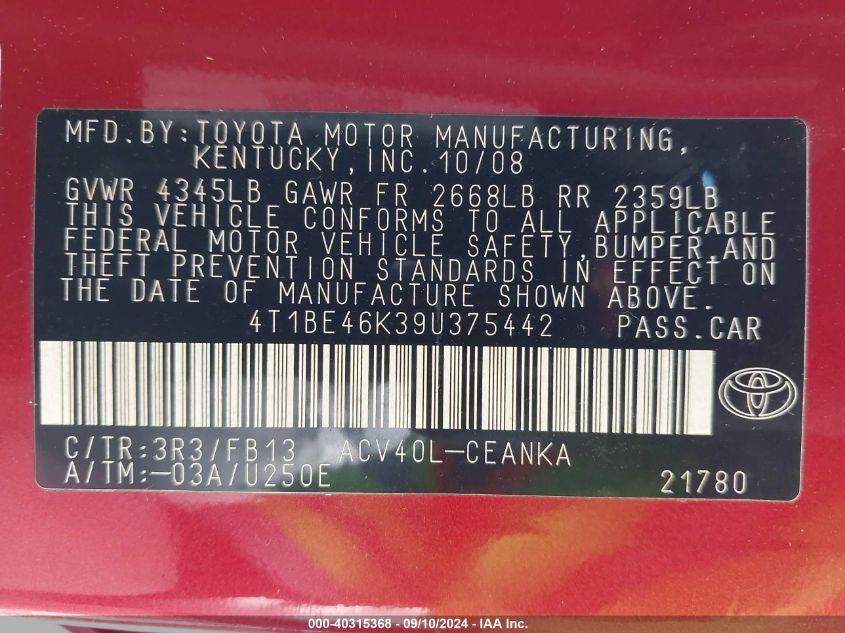 MFD.BY:TOYOTA MOTOR MANUFACTURING,
KENTUCKY,INC.10/08
GVWR 4345LB GAWR FR 2668LB RR 2359LB
THIS VEHICLE CONFORMS TO ALL APPLICABLE
FEDERAL MOTOR VEHICLE SAFETY,BUMPER,AND
THEFT PREVENTION STANDARDS IN EFFECT ON
THE DATE OF MANUFACTURE SHOWN ABOVE.
4T1BE46K39U375442 PASS.CAR
C/TR:3R3/FB13 ACV40L-CEANKA
A/TM:-03A/U250E 21780
000-40315368 - 09/10/2024 - IAA Inc.